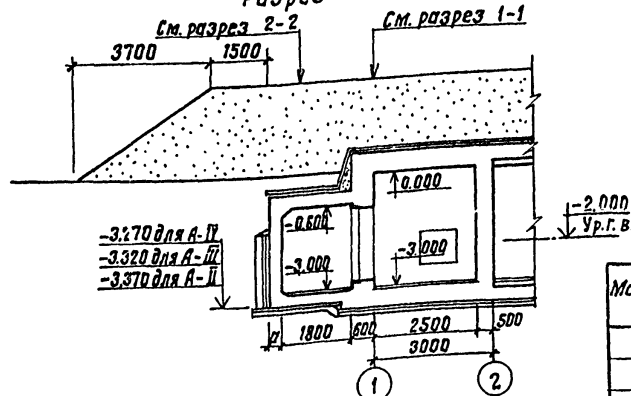 Разрез
См. разрез 2-2
См. разрез 1-1
3700
1500
0.000
-0.600
-2.000
Ур. г. в
-3.270 для А-IV
-3.320 для А-III
-3.370 для А-II
-3.000
-3.000
а
1800
600
2500
500
3000
1
2